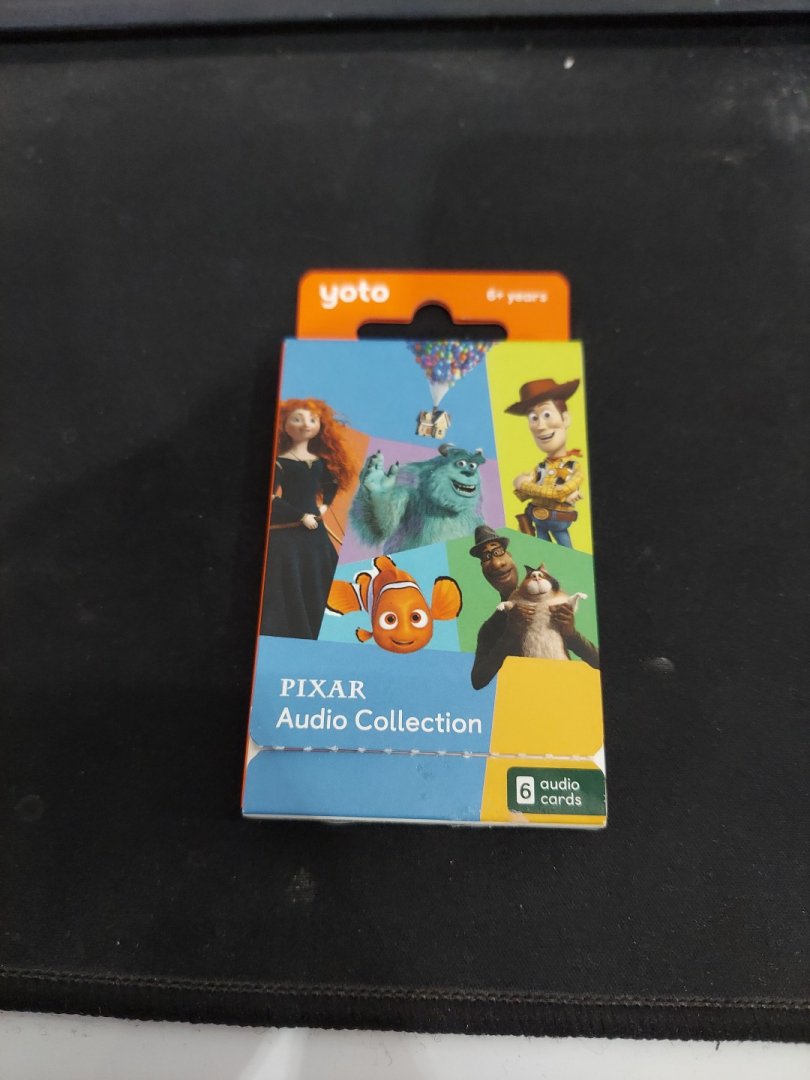 yoto
6+ years
PIXAR
Audio Collection
6 audio
cards